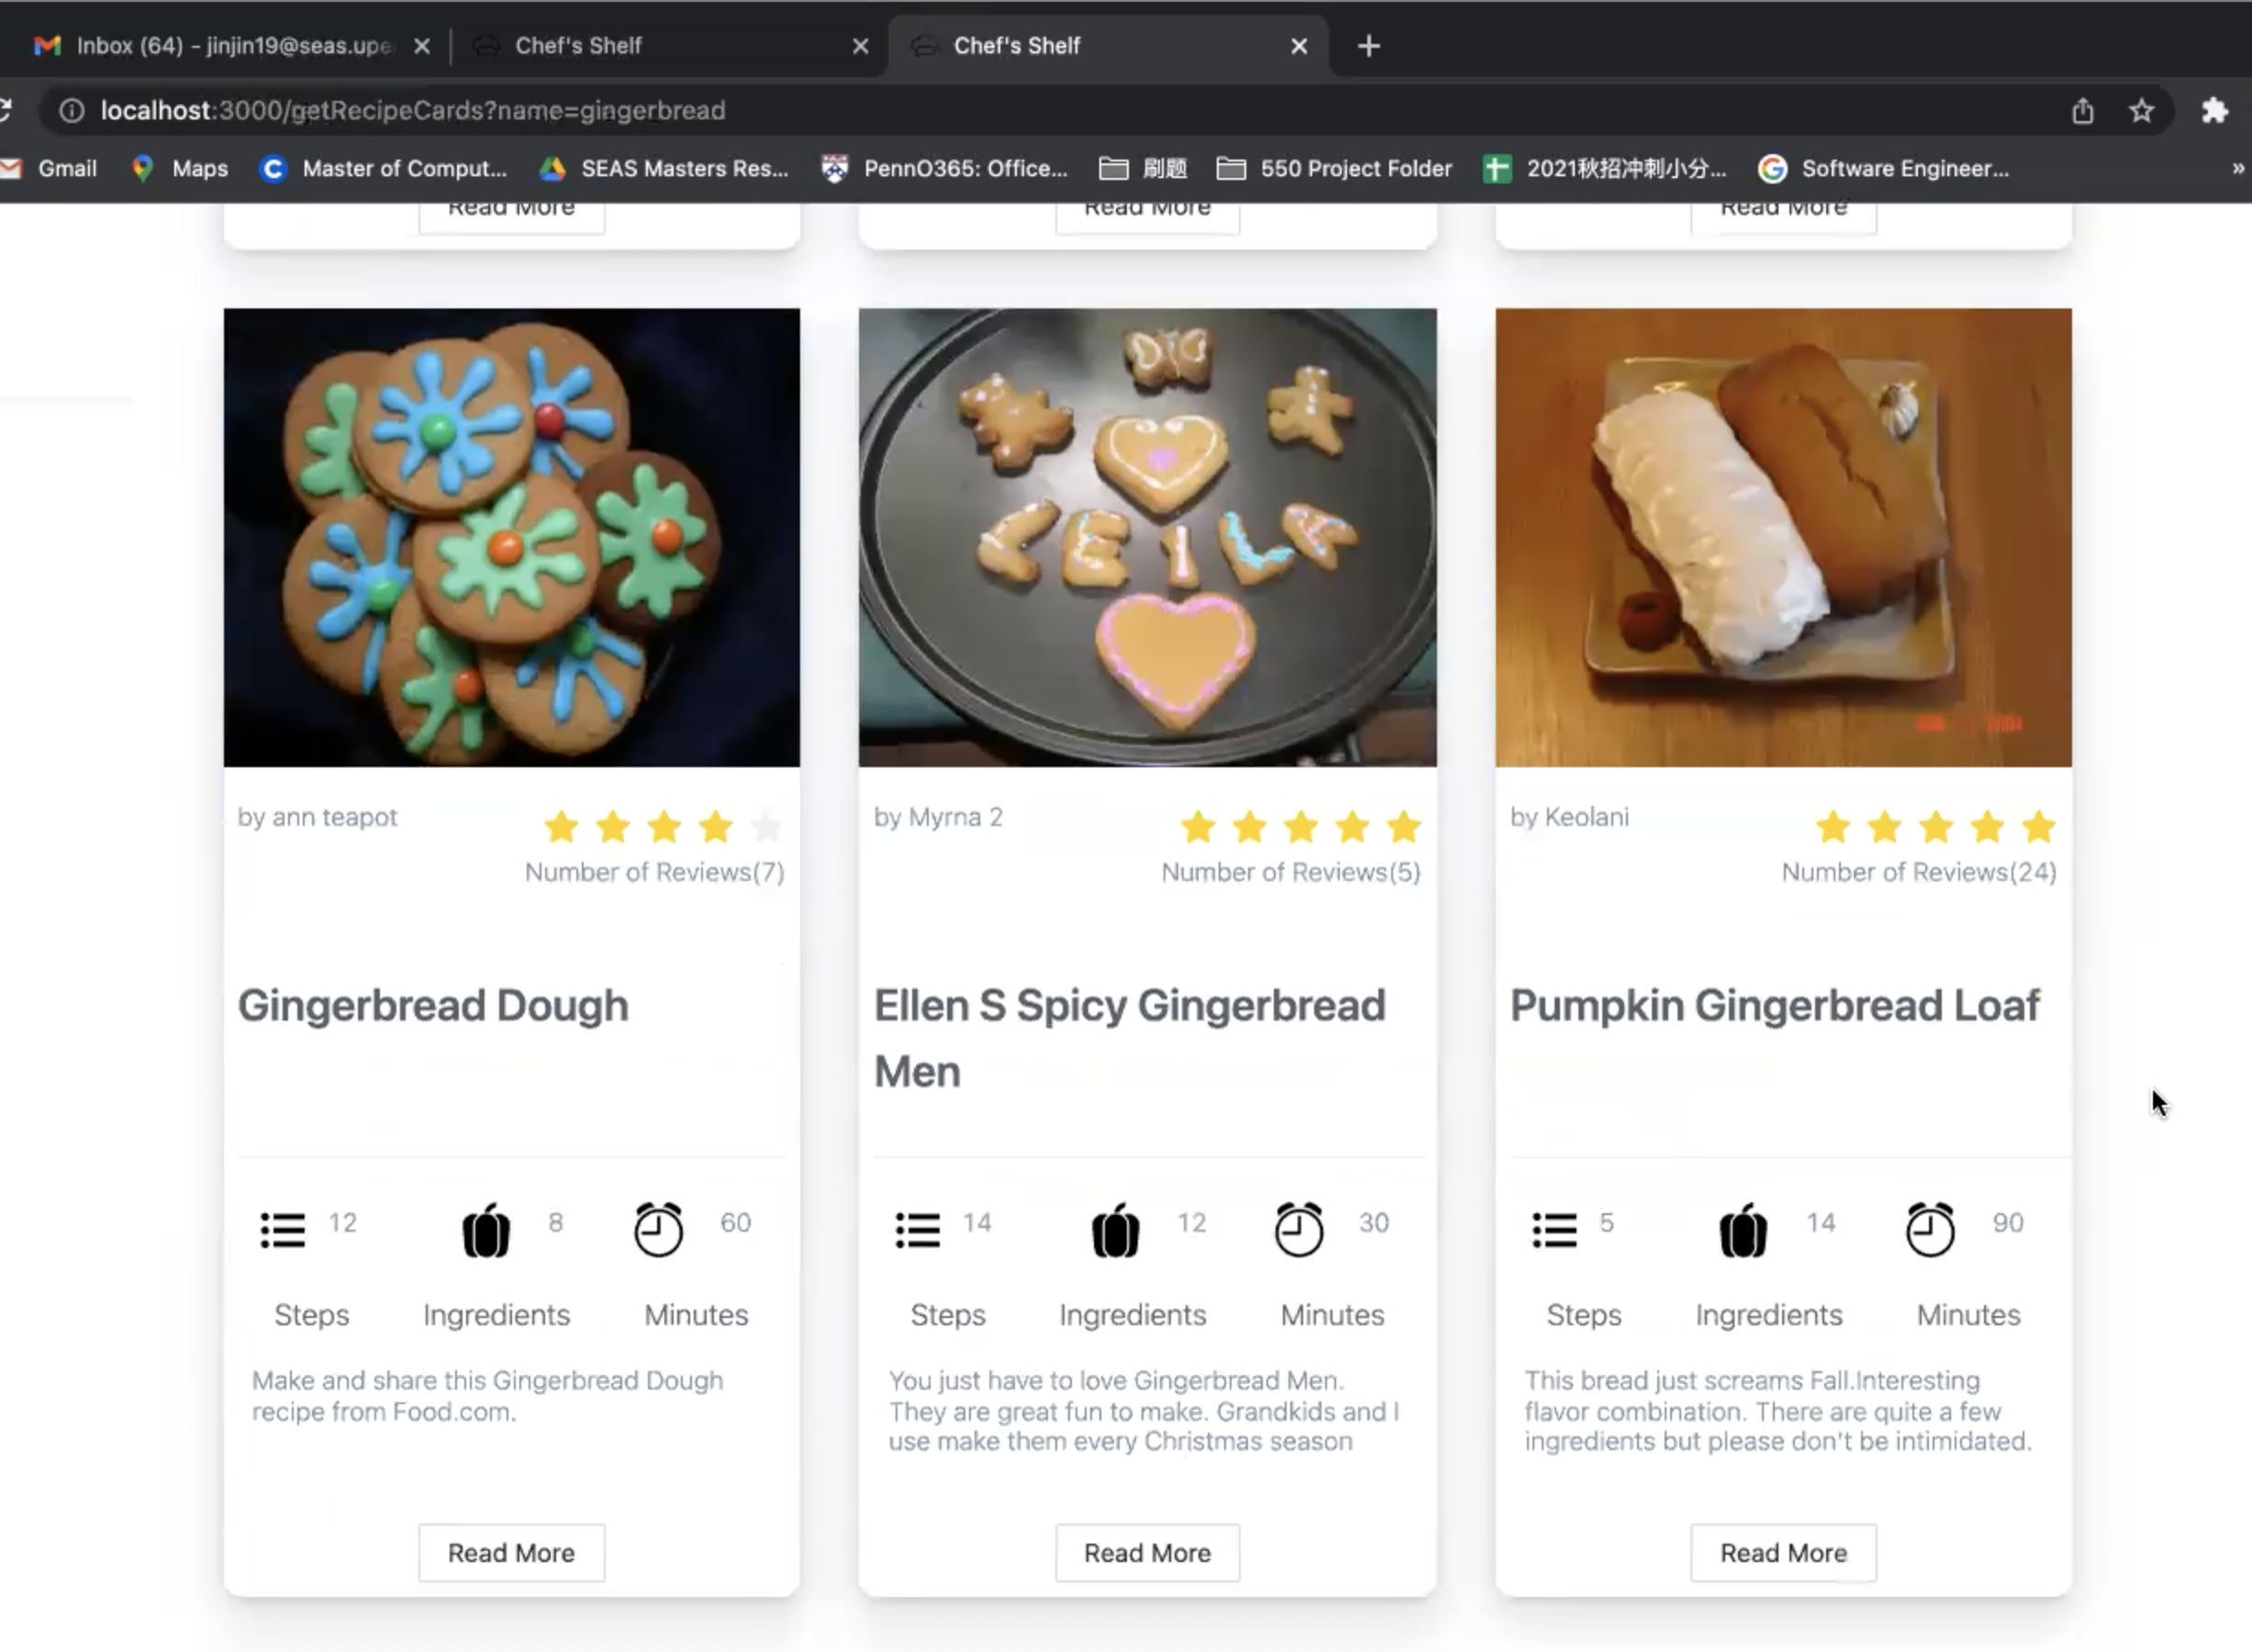 Inbox (64) - jinjin19@seas.upe
Chef's Shelf
Chef's Shelf
localhost:3000/getRecipeCards?name=gingerbread
Gmail
Maps
Master of Comput...
SEAS Masters Res...
PennO365: Office...
刷题
550 Project Folder
2021秋招冲刺小分...
Software Engineer...
»
Read More
Read More
Read More
CEILA
by ann teapot
Number of Reviews(7)
Gingerbread Dough
12
8
60
Steps
Ingredients
Minutes
Make and share this Gingerbread Dough
recipe from Food.com.
Read More
by Myrna 2
Number of Reviews(5)
Ellen S Spicy Gingerbread
Men
14
12
30
Steps
Ingredients
Minutes
You just have to love Gingerbread Men.
They are great fun to make. Grandkids and I
use make them every Christmas season
Read More
by Keolani
Number of Reviews(24)
Pumpkin Gingerbread Loaf
5
14
90
Steps
Ingredients
Minutes
This bread just screams Fall.Interesting
flavor combination. There are quite a few
ingredients but please don't be intimidated.
Read More